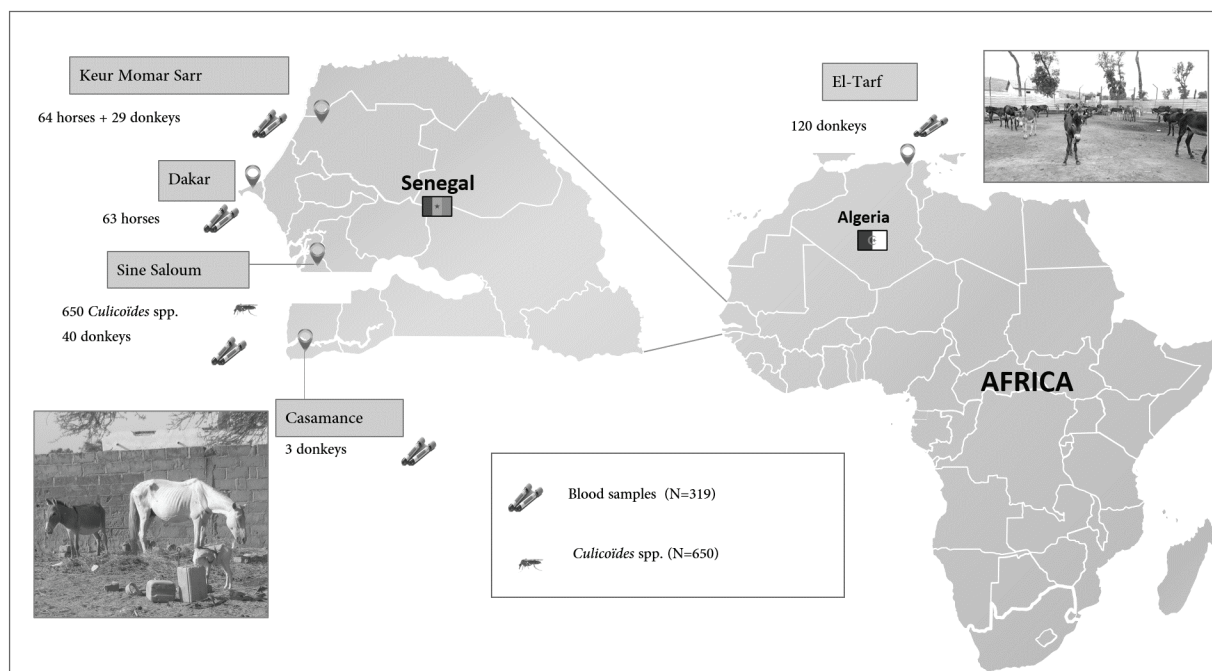 Keur Momar Sarr
64 horses + 29 donkeys
Dakar
63 horses
Senegal
Sine Saloum
650 Culicoïdes spp.
40 donkeys
Casamance
3 donkeys
El-Tarf
120 donkeys
Algeria
AFRICA
Blood samples (N=319)
Culicoïdes spp. (N=650)